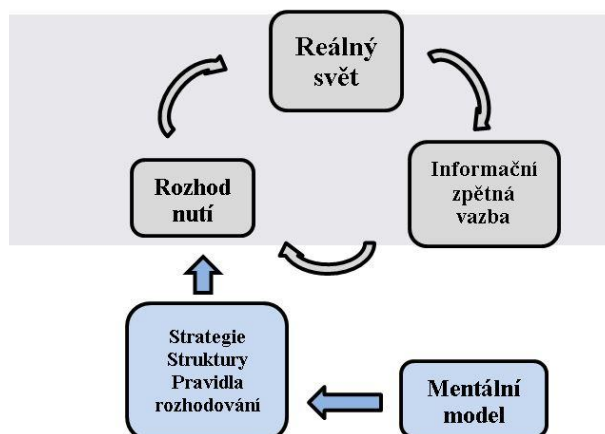 Reálný
svět
Rozhod
nutí
Informační
zpětná
vazba
Strategie
Struktury
Pravidla
rozhodování
Mentální
model